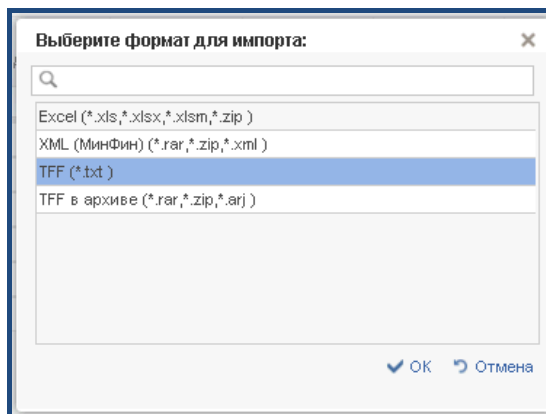 Выберите формат для импорта:
Excel (*.xls,*.xlsx,*.xlsm,*.zip )
XML (МинФин) (*.rar,*.zip,*.xml )
TFF (*.txt )
TFF в архиве (*.rar,*.zip,*.arj )
ОК Отмена